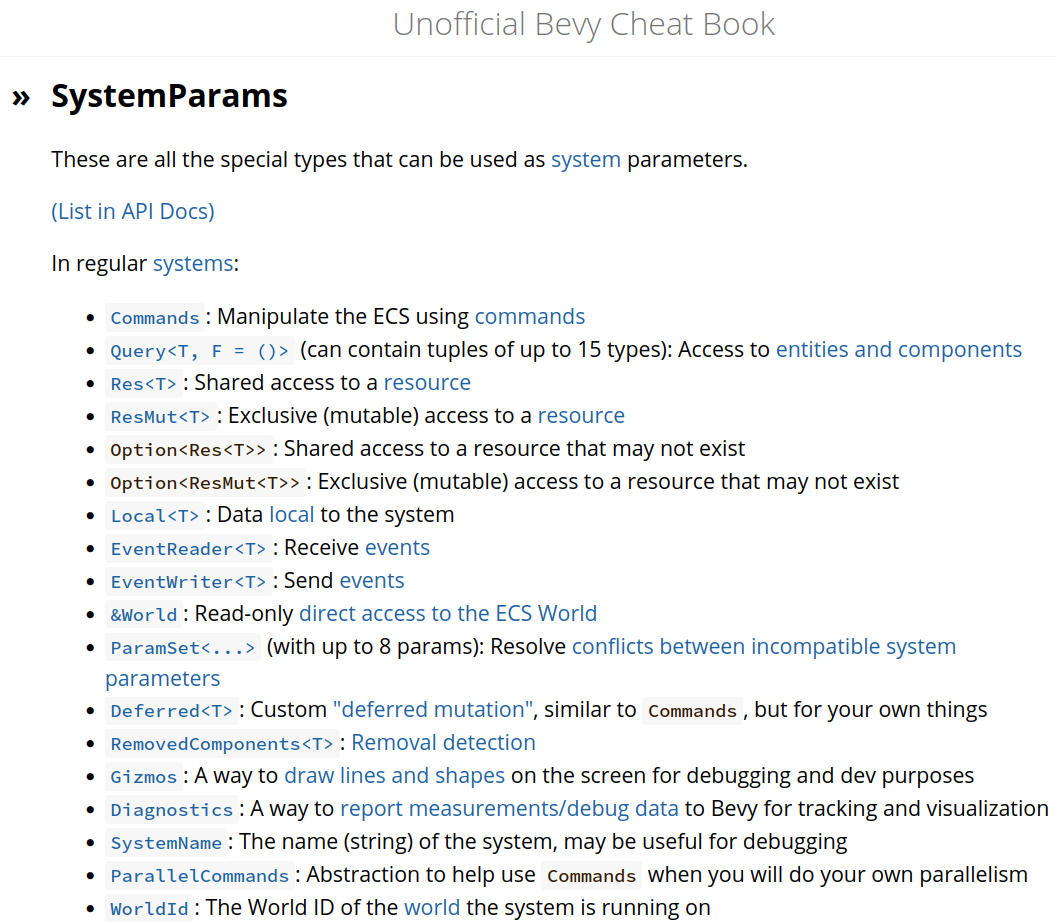 Unofficial Bevy Cheat Book
» SystemParams
These are all the special types that can be used as system parameters.
(List in API Docs)
In regular systems:
• Commands: Manipulate the ECS using commands
• Query<T, F = ()> (can contain tuples of up to 15 types): Access to entities and components
• Res<T>: Shared access to a resource
• ResMut<T>: Exclusive (mutable) access to a resource
• Option<Res<T>>: Shared access to a resource that may not exist
• Option<ResMut<T>>: Exclusive (mutable) access to a resource that may not exist
• Local<T>: Data local to the system
• EventReader<T>: Receive events
• EventWriter<T>: Send events
• &World: Read-only direct access to the ECS World
• ParamSet<...> (with up to 8 params): Resolve conflicts between incompatible system
parameters
• Deferred<T>: Custom "deferred mutation", similar to Commands, but for your own things
• RemovedComponents<T>: Removal detection
• Gizmos: A way to draw lines and shapes on the screen for debugging and dev purposes
• Diagnostics: A way to report measurements/debug data to Bevy for tracking and visualization
• SystemName: The name (string) of the system, may be useful for debugging
• ParallelCommands: Abstraction to help use Commands when you will do your own parallelism
• WorldId: The World ID of the world the system is running on